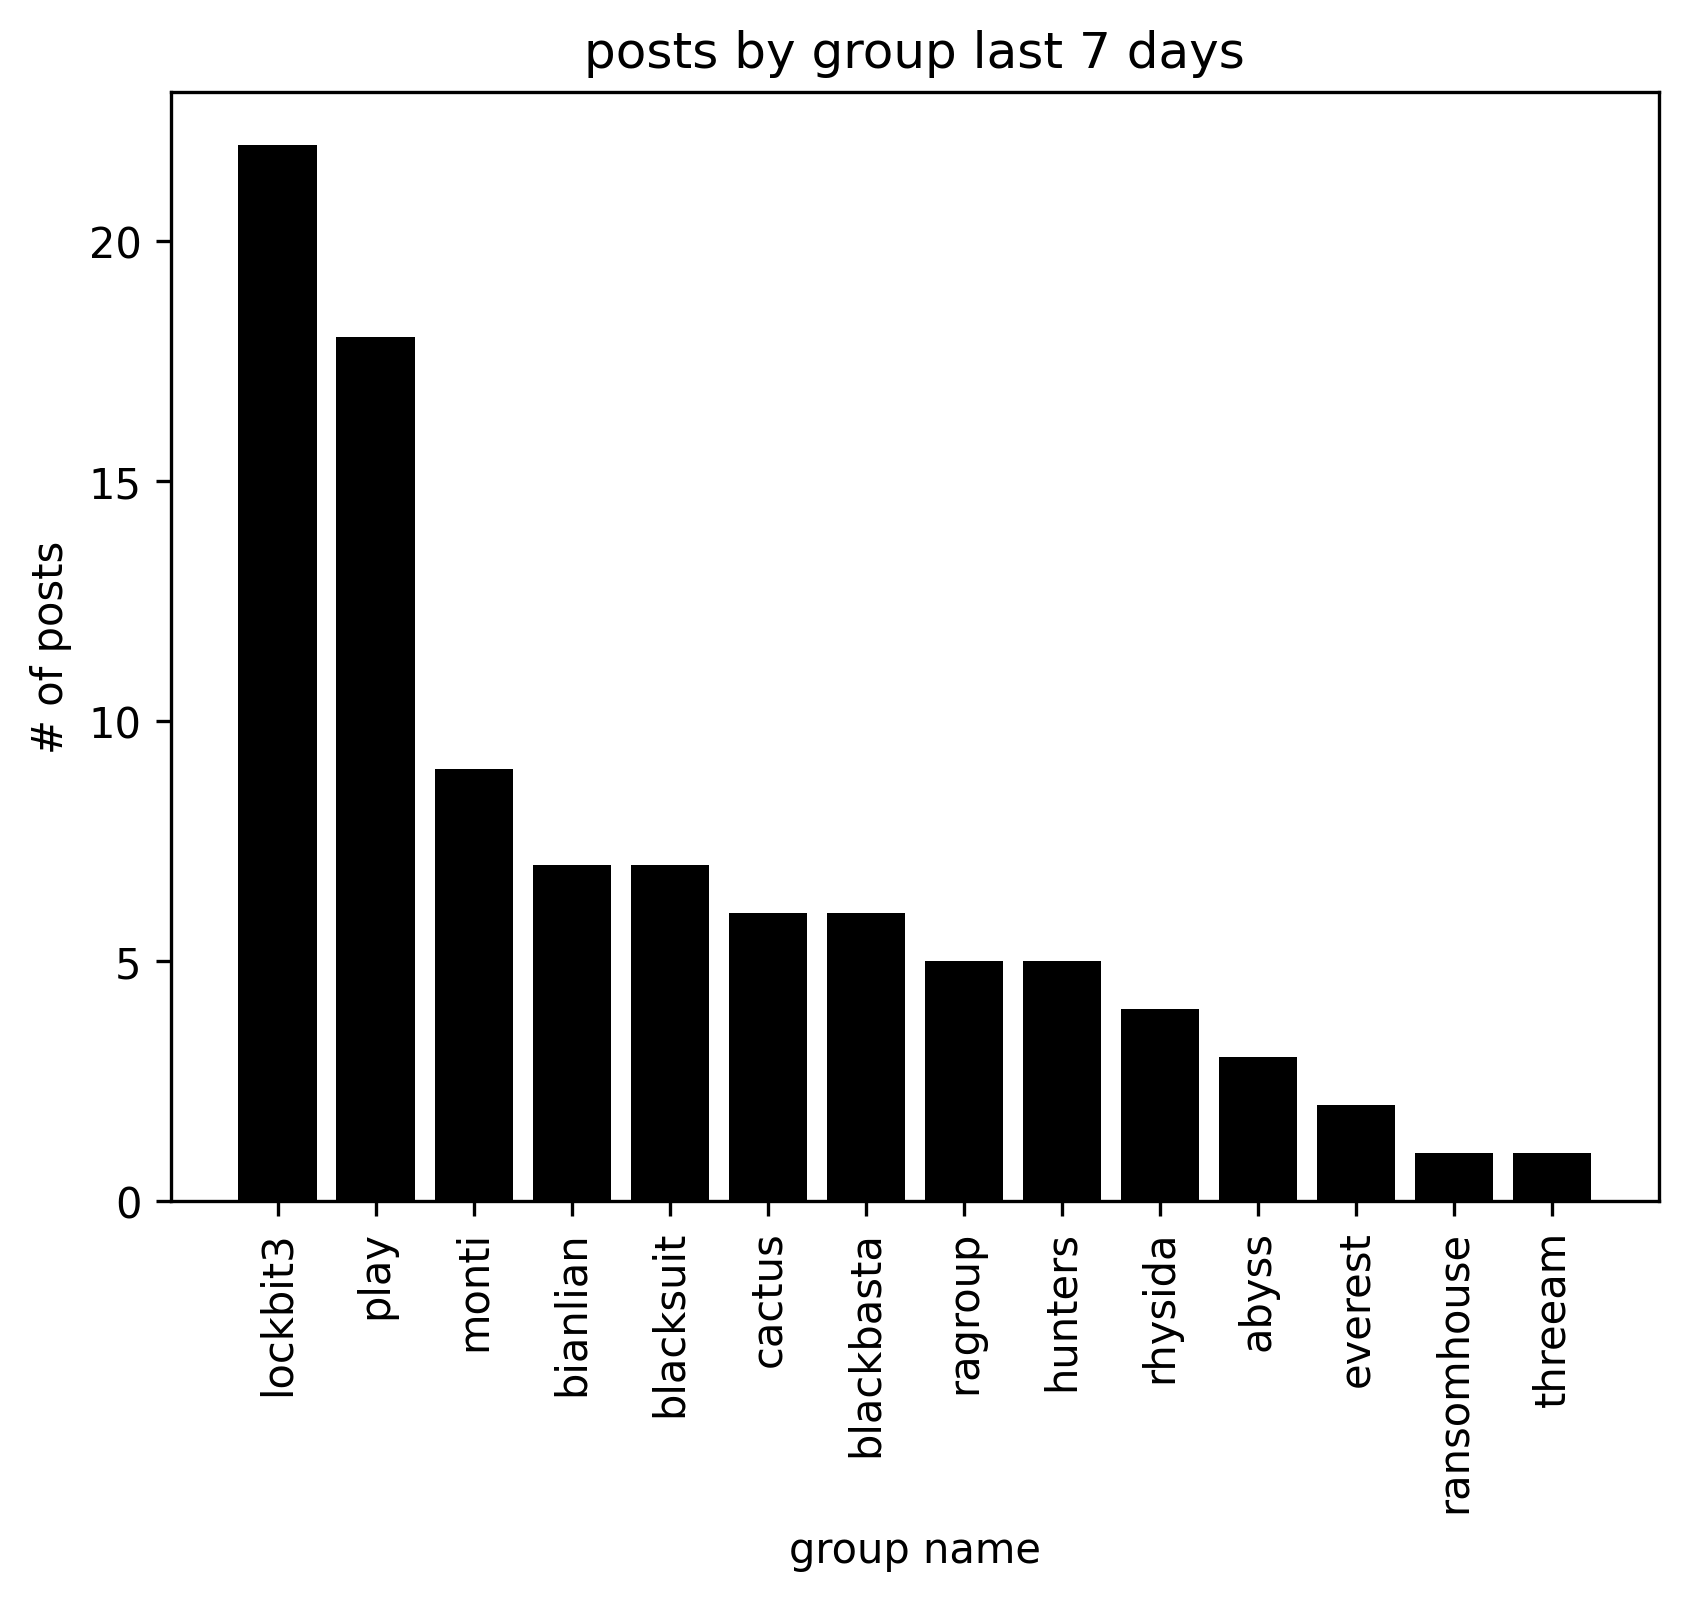 posts by group last 7 days
# of posts
20
15
10
5
0
lockbit3
play
monti
bianlian
blacksuit
cactus
blackbasta
ragroup
hunters
rhysida
abyss
everest
ransomhouse
threeam
group name